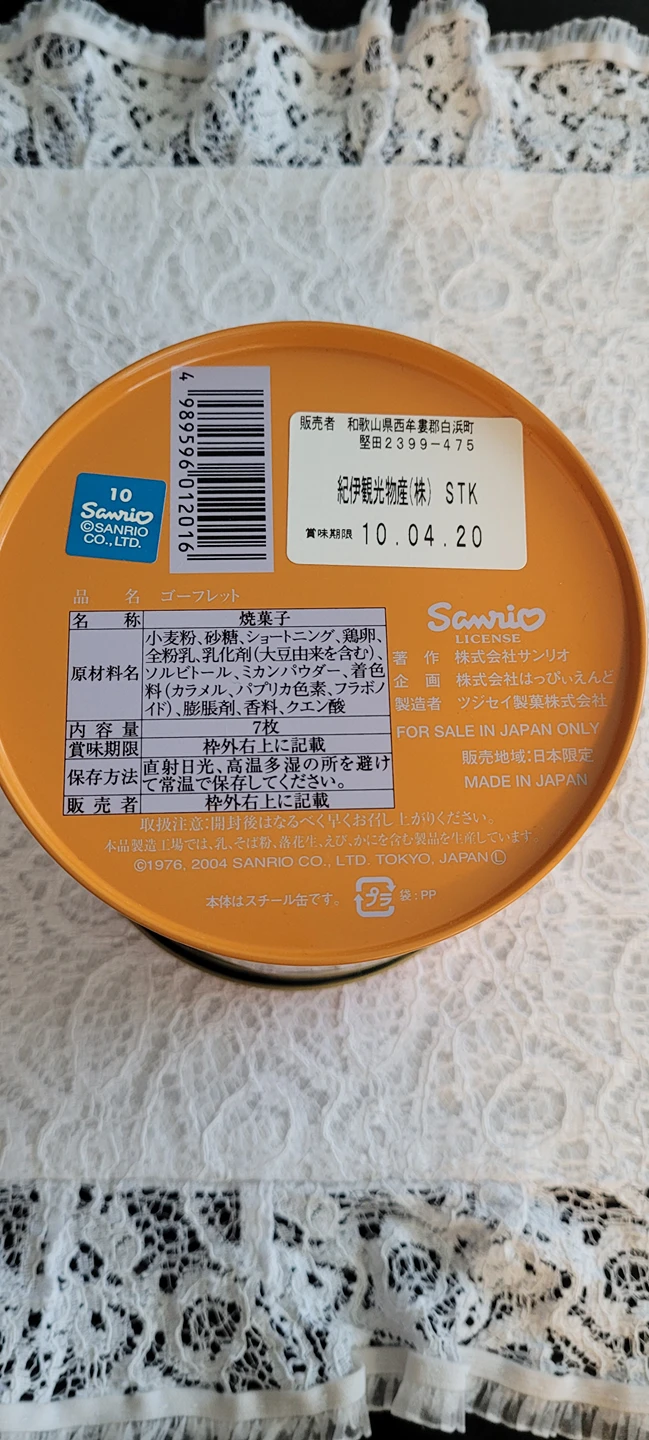 4 989596 012016
販売者 和歌山県西牟婁郡白浜町
堅田2399-475
紀伊観光物産(株) STK
賞味期限 10.04.20
10
Sanrio
©SANRIO
CO., LTD.
品名 ゴーフレット
名称 焼菓子
原材料名 小麦粉、砂糖、ショートニング、鶏卵、
全粉乳、乳化剤(大豆由来を含む)、
ソルビトール、ミカンパウダー、着色
料(カラメル、パプリカ色素、フラボノ
イド)、膨脹剤、香料、クエン酸
内容量 7枚
賞味期限 枠外右上に記載
保存方法 直射日光、高温多湿の所を避け
て常温で保存してください。
販売者 枠外右上に記載
Sanrio
LICENSE
著作 株式会社サンリオ
企画 株式会社はっぴぃえんど
製造者 ツジセイ製菓株式会社
FOR SALE IN JAPAN ONLY
販売地域:日本限定
MADE IN JAPAN
取扱注意:開封後はなるべく早くお召し上がりください。
本品製造工場では、乳、そば粉、落花生、えび、かにを含む製品を生産しています。
©1976, 2004 SANRIO CO., LTD. TOKYO, JAPAN Ⓛ
本体はスチール缶です。 プラ 袋:PP